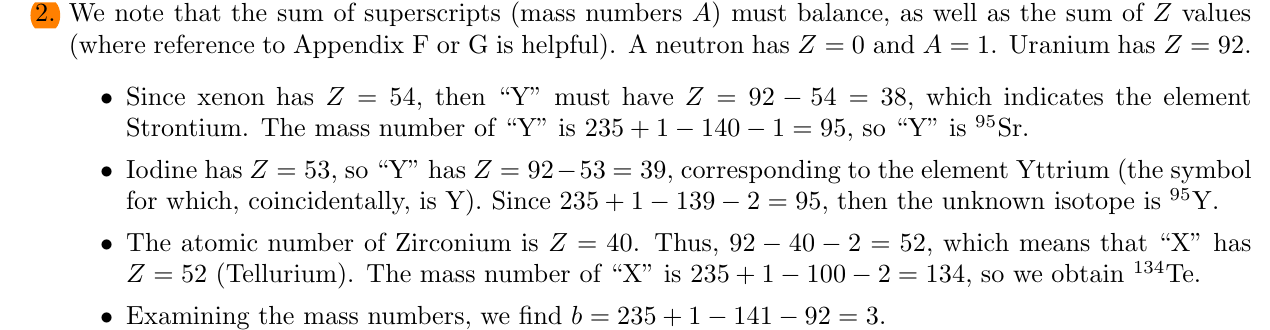 2. We note that the sum of superscripts (mass numbers A) must balance, as well as the sum of Z values
(where reference to Appendix F or G is helpful). A neutron has Z = 0 and A = 1. Uranium has Z = 92.
• Since xenon has Z = 54, then “Y” must have Z = 92 − 54 = 38, which indicates the element
Strontium. The mass number of “Y” is 235 + 1 − 140 − 1 = 95, so “Y” is ⁹⁵Sr.
• Iodine has Z = 53, so “Y” has Z = 92 − 53 = 39, corresponding to the element Yttrium (the symbol
for which, coincidentally, is Y). Since 235 + 1 − 139 − 2 = 95, then the unknown isotope is ⁹⁵Y.
• The atomic number of Zirconium is Z = 40. Thus, 92 − 40 − 2 = 52, which means that “X” has
Z = 52 (Tellurium). The mass number of “X” is 235 + 1 − 100 − 2 = 134, so we obtain ¹³⁴Te.
• Examining the mass numbers, we find b = 235 + 1 − 141 − 92 = 3.